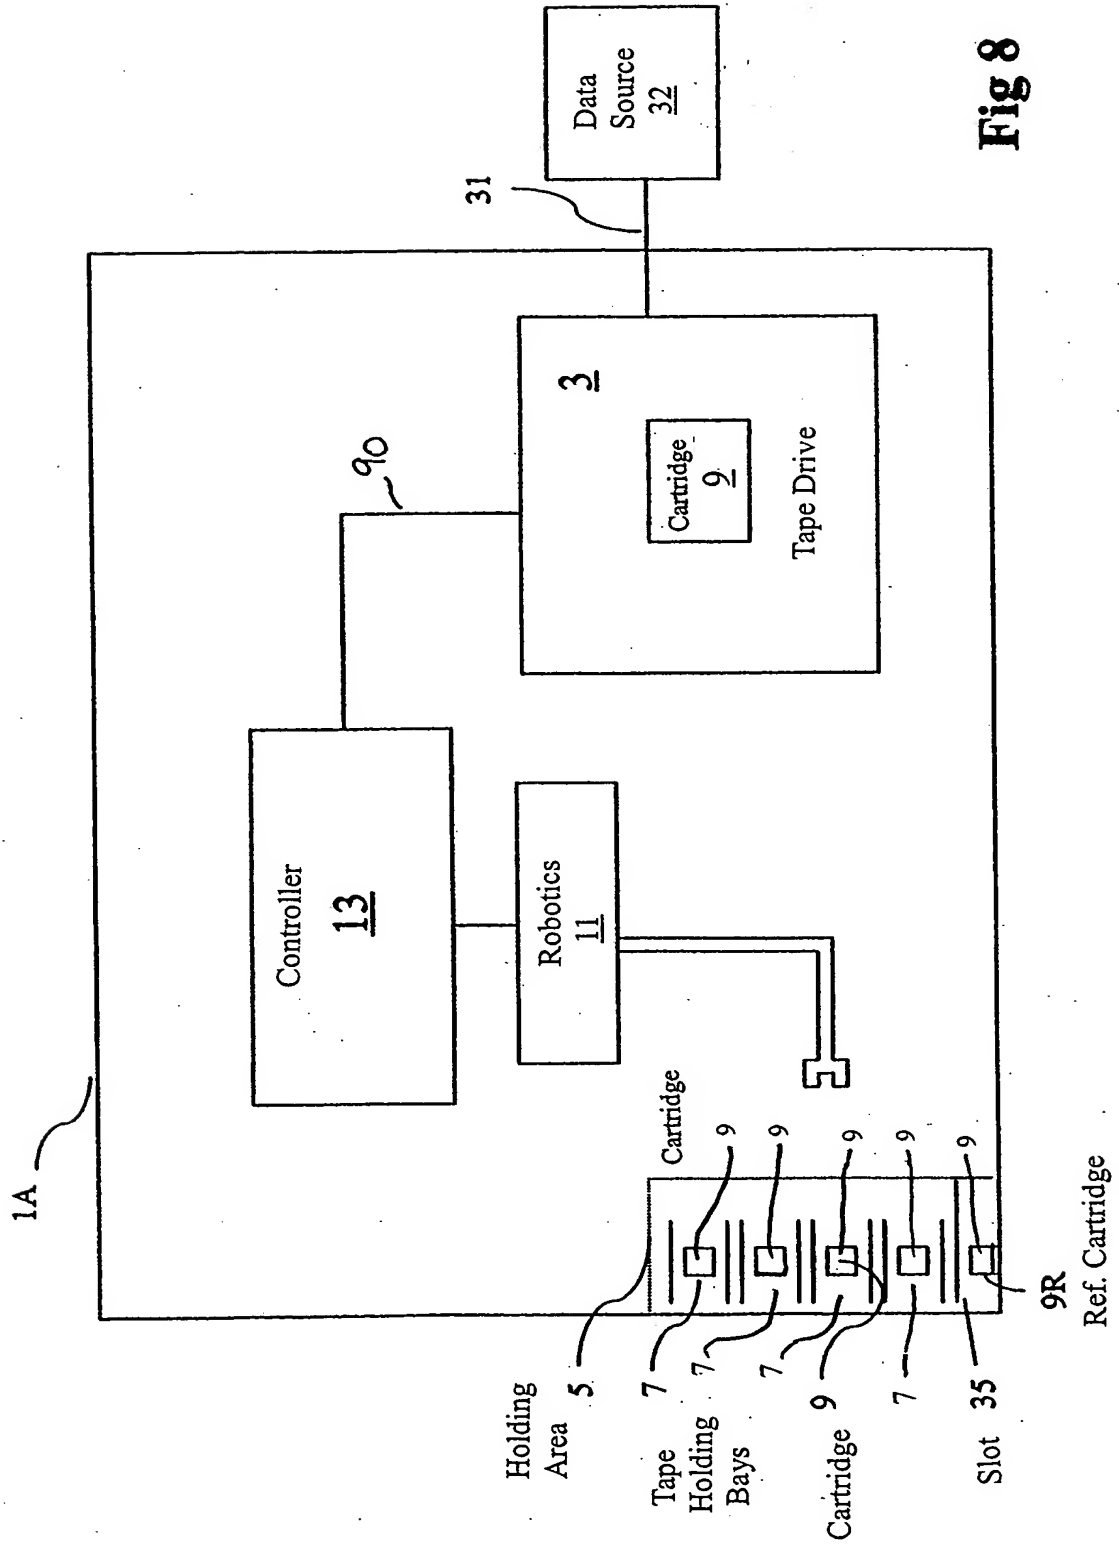 1A
Controller
13
90
31
Data
Source
32
Robotics
11
3
Cartridge
9
Tape Drive
Holding
Area
5
Cartridge
7
9
Tape
Holding
Bays
7
9
7
9
Cartridge
9
7
9
Slot
35
9
9R
Ref. Cartridge
Fig 8